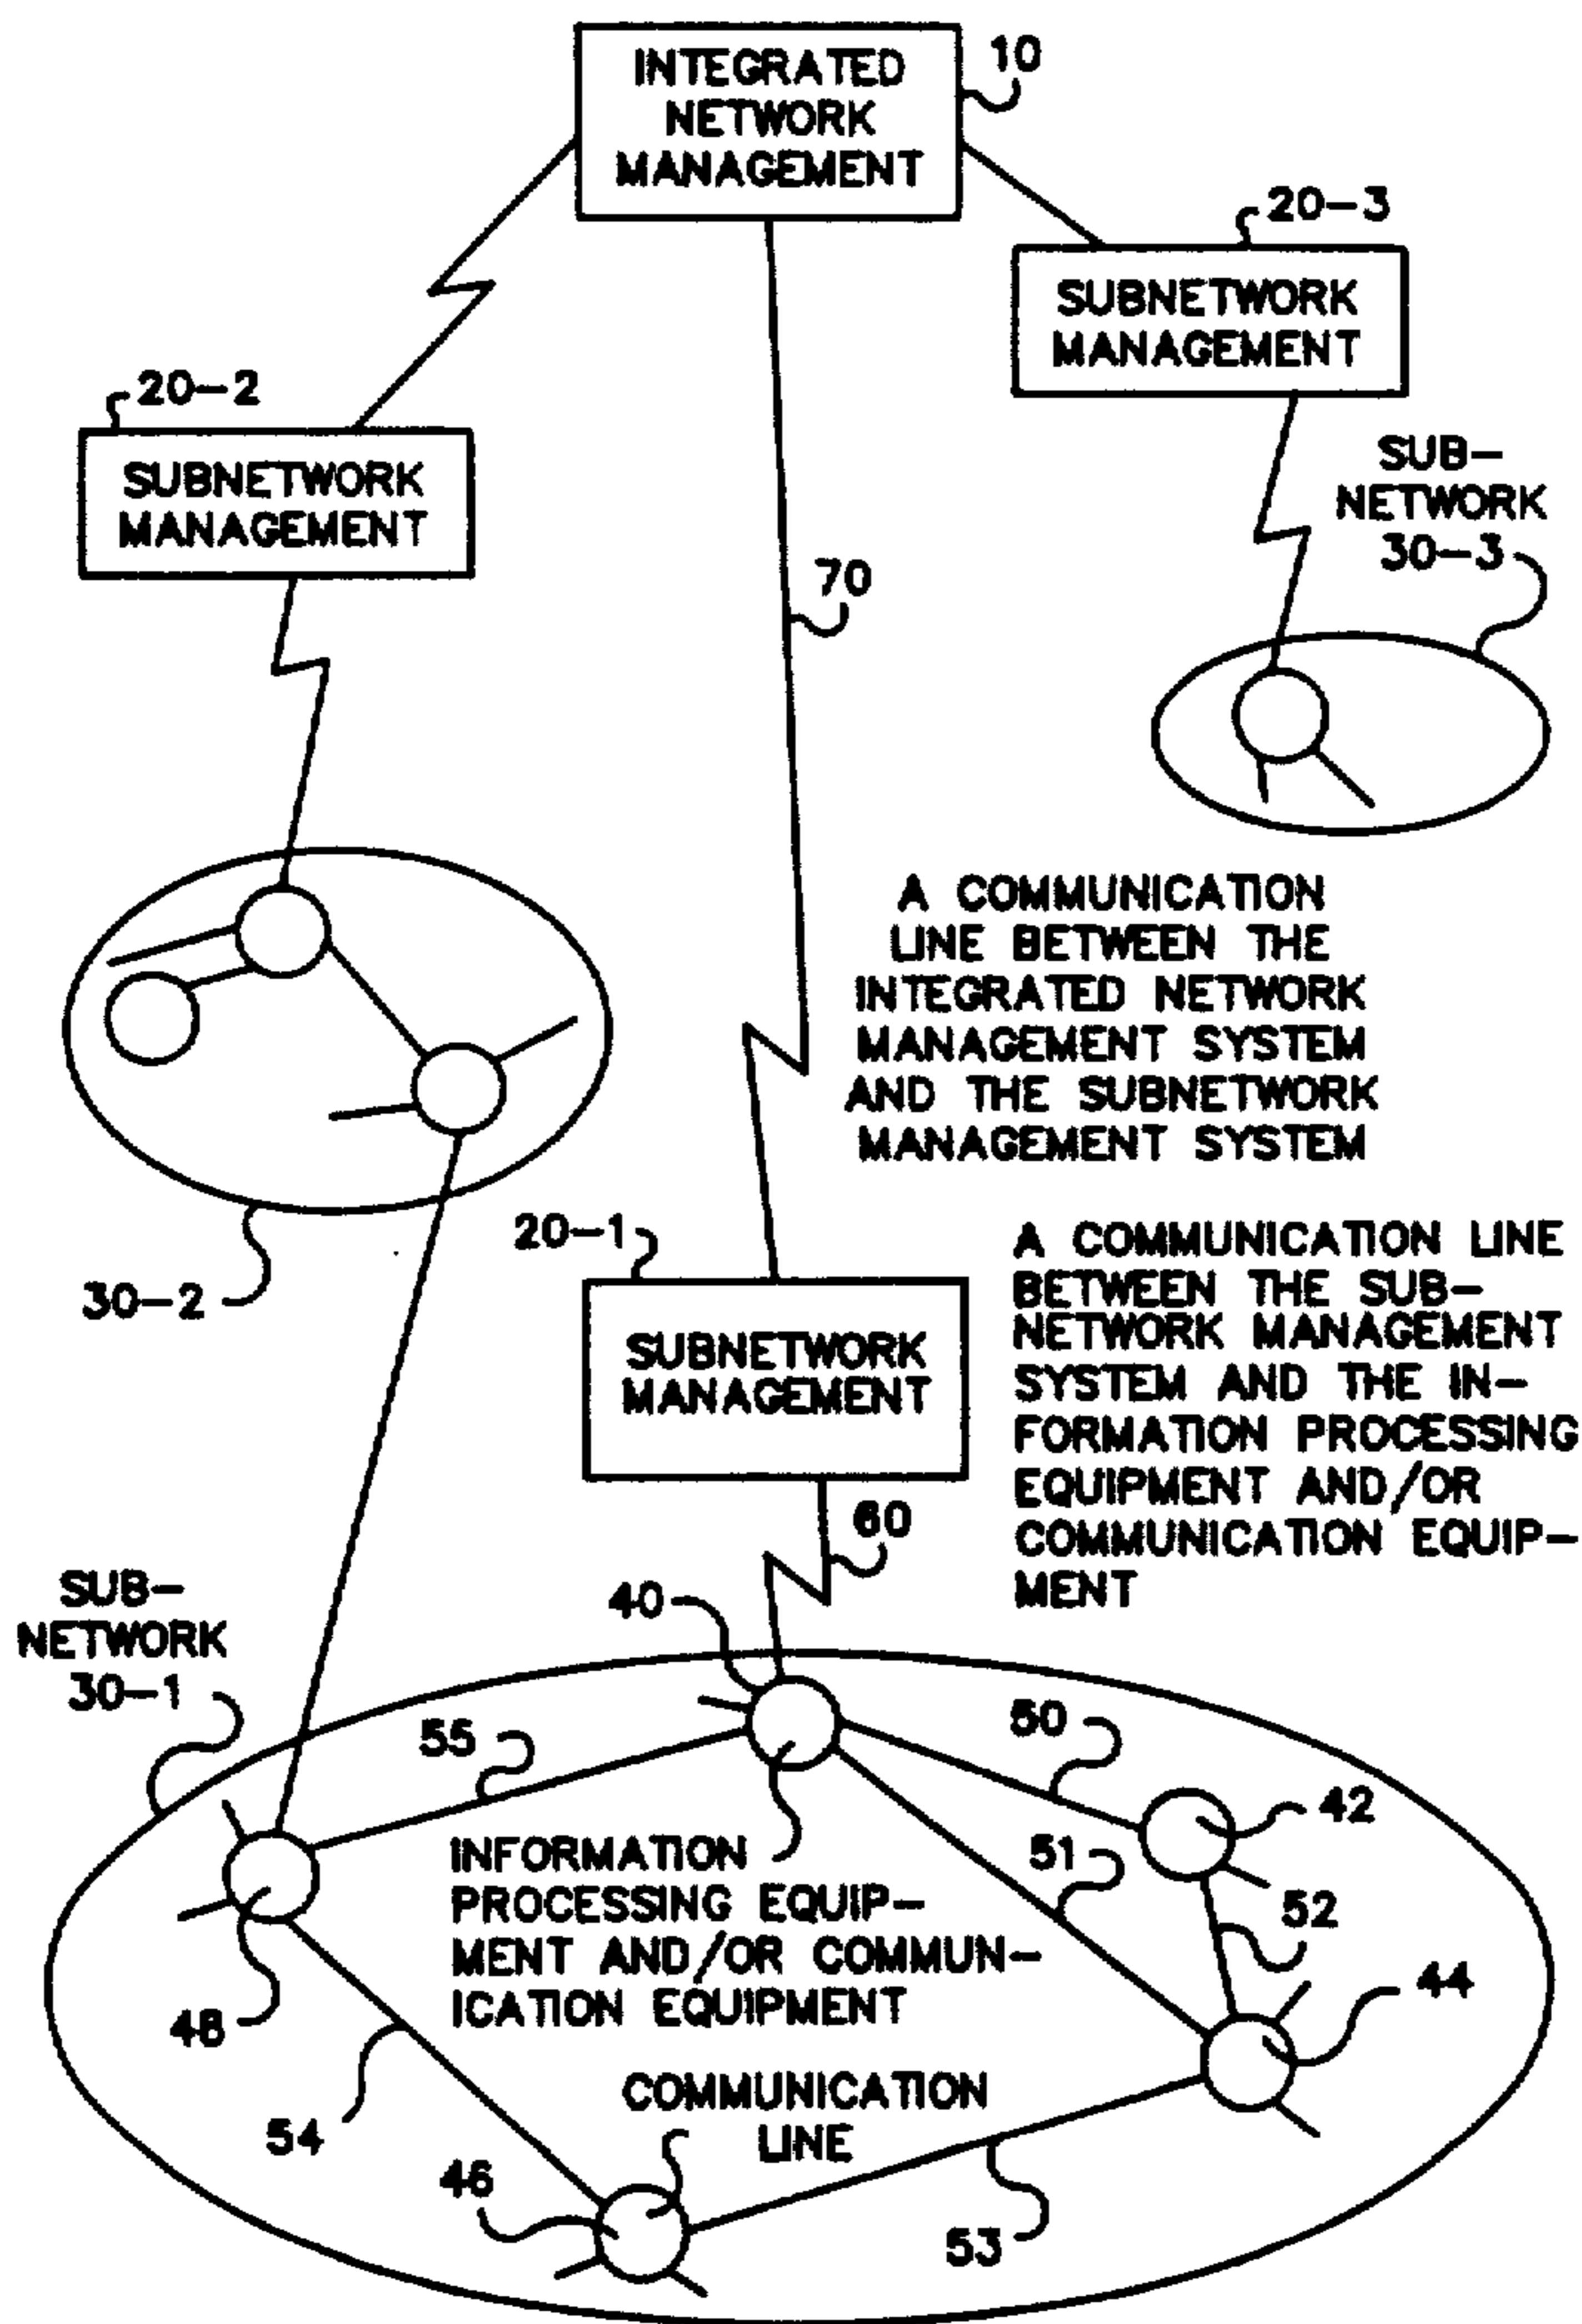 INTEGRATED
NETWORK
MANAGEMENT
10
20-3
SUBNETWORK
MANAGEMENT
20-2
SUBNETWORK
MANAGEMENT
SUB-
NETWORK
30-3
70
A COMMUNICATION
LINE BETWEEN THE
INTEGRATED NETWORK
MANAGEMENT SYSTEM
AND THE SUBNETWORK
MANAGEMENT SYSTEM
30-2
20-1
SUBNETWORK
MANAGEMENT
A COMMUNICATION LINE
BETWEEN THE SUB-
NETWORK MANAGEMENT
SYSTEM AND THE IN-
FORMATION PROCESSING
EQUIPMENT AND/OR
COMMUNICATION EQUIP-
MENT
60
40
SUB-
NETWORK
30-1
55
50
42
51
52
INFORMATION
PROCESSING EQUIP-
MENT AND/OR COMMUN-
ICATION EQUIPMENT
44
48
54
COMMUNICATION
LINE
46
53